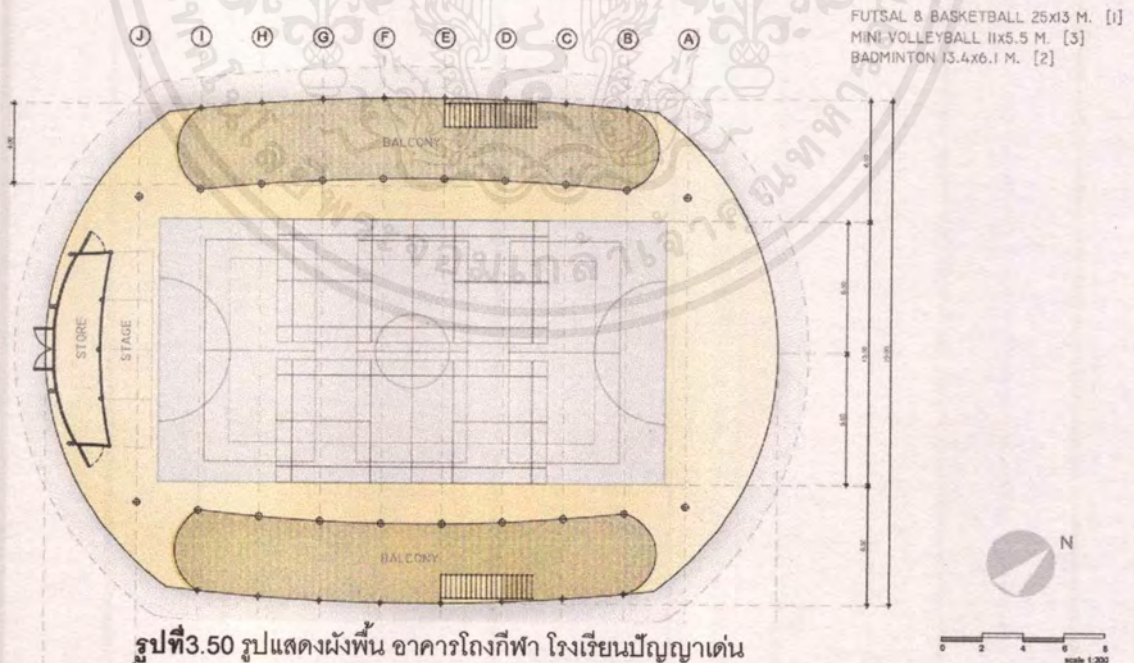 FUTSAL & BASKETBALL 25x13 M. [1]
MINI VOLLEYBALL 11x5.5 M. [3]
BADMINTON 13.4x6.1 M. [2]
J I H G F E D C B A
BALCONY
STORE
STAGE
BALCONY
N
รูปที่3.50 รูปแสดงผังพื้น อาคารโถงกีฬา โรงเรียนปัญญาเด่น
0 2 4 6 8
scale 1:200